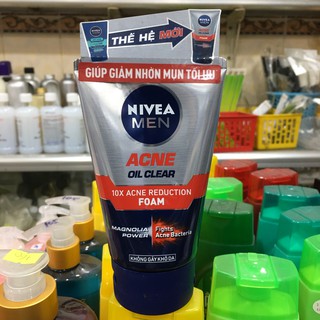 THẾ HỆ MỚI
GIÚP GIẢM NHỜN MỤN TỐI ƯU
NIVEA
MEN
ACNE
OIL CLEAR
10X ACNE REDUCTION
FOAM
MAGNOLIA
POWER
Fights
Acne Bacteria
KHÔNG GÂY KHÔ DA